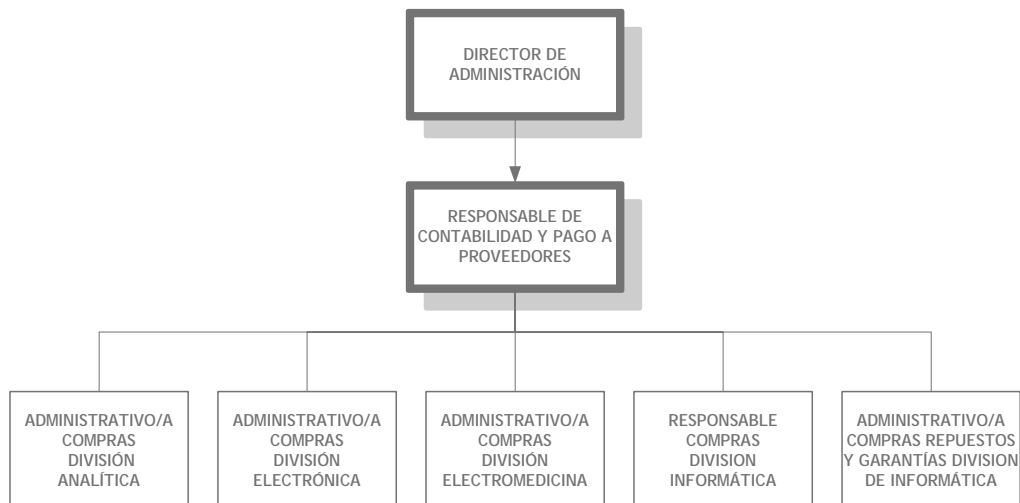 DIRECTOR DE
ADMINISTRACIÓN
RESPONSABLE DE
CONTABILIDAD Y PAGO A
PROVEEDORES
ADMINISTRATIVO/A
COMPRAS
DIVISIÓN
ANALÍTICA
ADMINISTRATIVO/A
COMPRAS
DIVISIÓN
ELECTRÓNICA
ADMINISTRATIVO/A
COMPRAS
DIVISIÓN
ELECTROMEDICINA
RESPONSABLE
COMPRAS
DIVISION
INFORMÁTICA
ADMINISTRATIVO/A
COMPRAS REPUESTOS
Y GARANTÍAS DIVISION
DE INFORMÁTICA